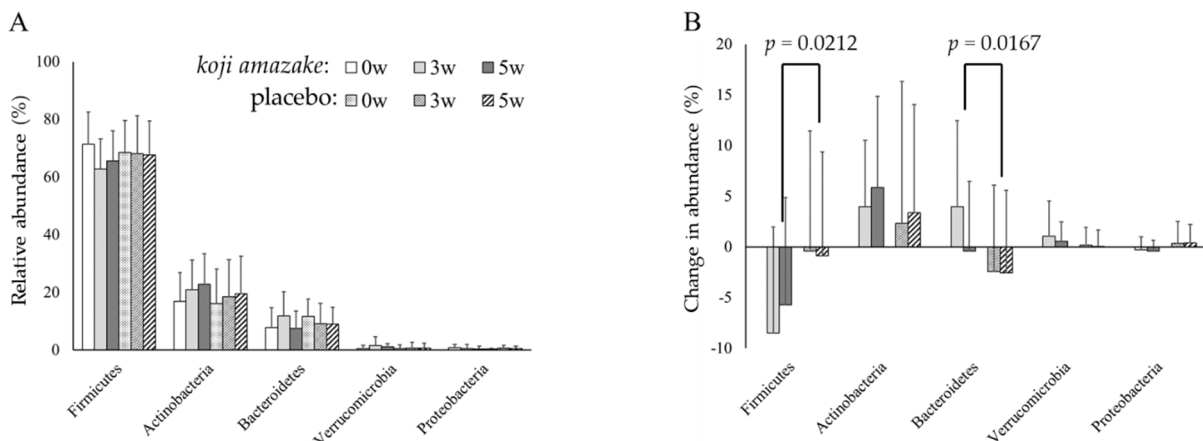 A
Relative abundance (%)
100
80
60
40
20
0
koji amazake: 0w 3w 5w
placebo: 0w 3w 5w
Firmicutes
Actinobacteria
Bacteroidetes
Verrucomicrobia
Proteobacteria
B
Change in abundance (%)
20
15
10
5
0
-5
-10
p = 0.0212
p = 0.0167
Firmicutes
Actinobacteria
Bacteroidetes
Verrucomicrobia
Proteobacteria